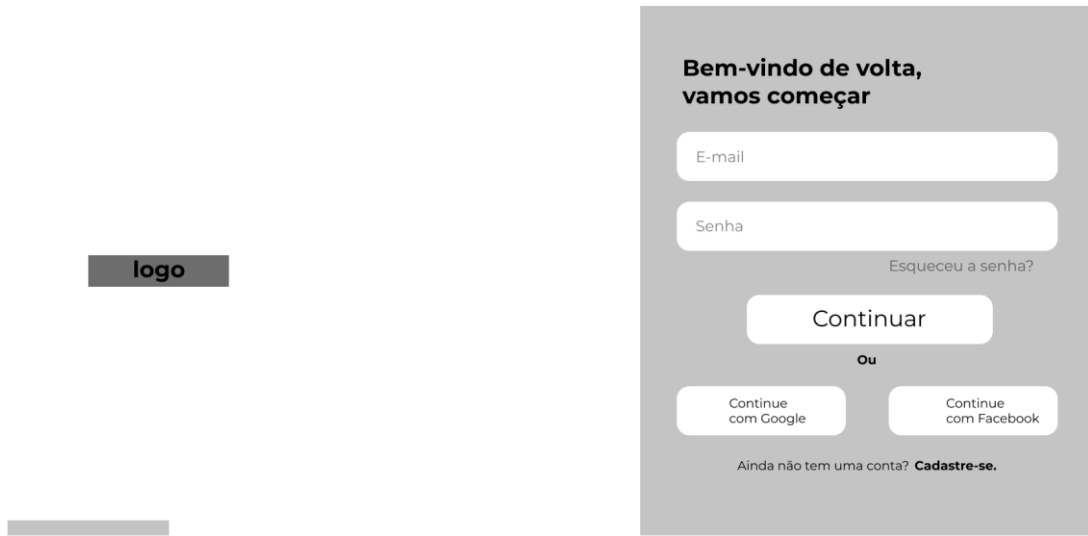 logo
Bem-vindo de volta,
vamos começar
E-mail
Senha
Esqueceu a senha?
Continuar
Ou
Continue
com Google
Continue
com Facebook
Ainda não tem uma conta? Cadastre-se.